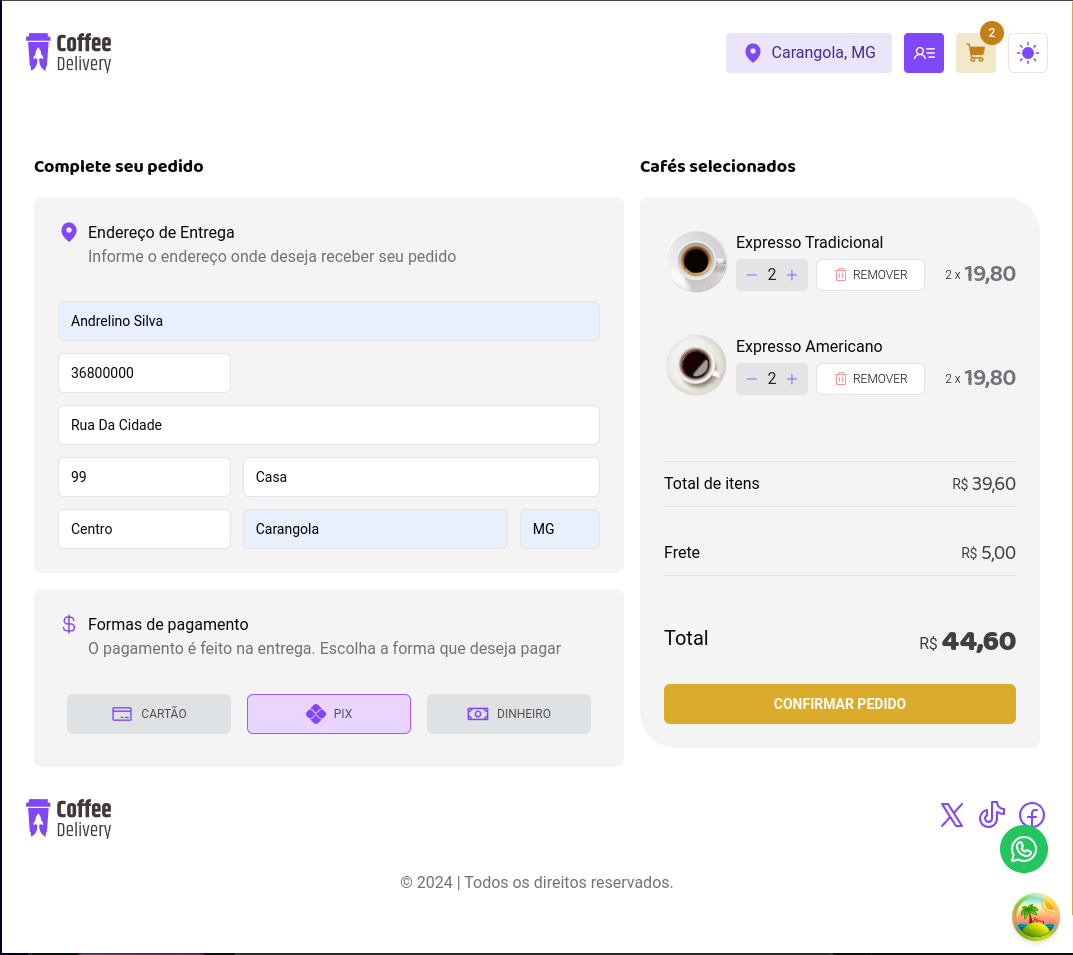 Coffee
Delivery
Carangola, MG
2
Complete seu pedido
Endereço de Entrega
Informe o endereço onde deseja receber seu pedido
Andrelino Silva
36800000
Rua Da Cidade
99
Casa
Centro
Carangola
MG
Formas de pagamento
O pagamento é feito na entrega. Escolha a forma que deseja pagar
CARTÃO
PIX
DINHEIRO
Cafés selecionados
Expresso Tradicional
2
REMOVER
2 x 19,80
Expresso Americano
2
REMOVER
2 x 19,80
Total de itens
R$ 39,60
Frete
R$ 5,00
Total
R$ 44,60
CONFIRMAR PEDIDO
Coffee
Delivery
© 2024 | Todos os direitos reservados.